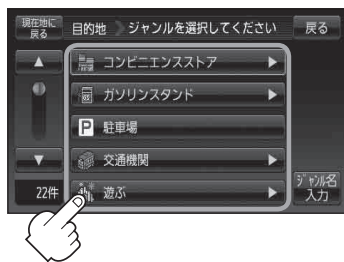 現在地に
戻る
目的地 ジャンルを選択してください
戻る
コンビニエンスストア
ガソリンスタンド
P 駐車場
交通機関
22件
遊ぶ
ジャンル名
入力